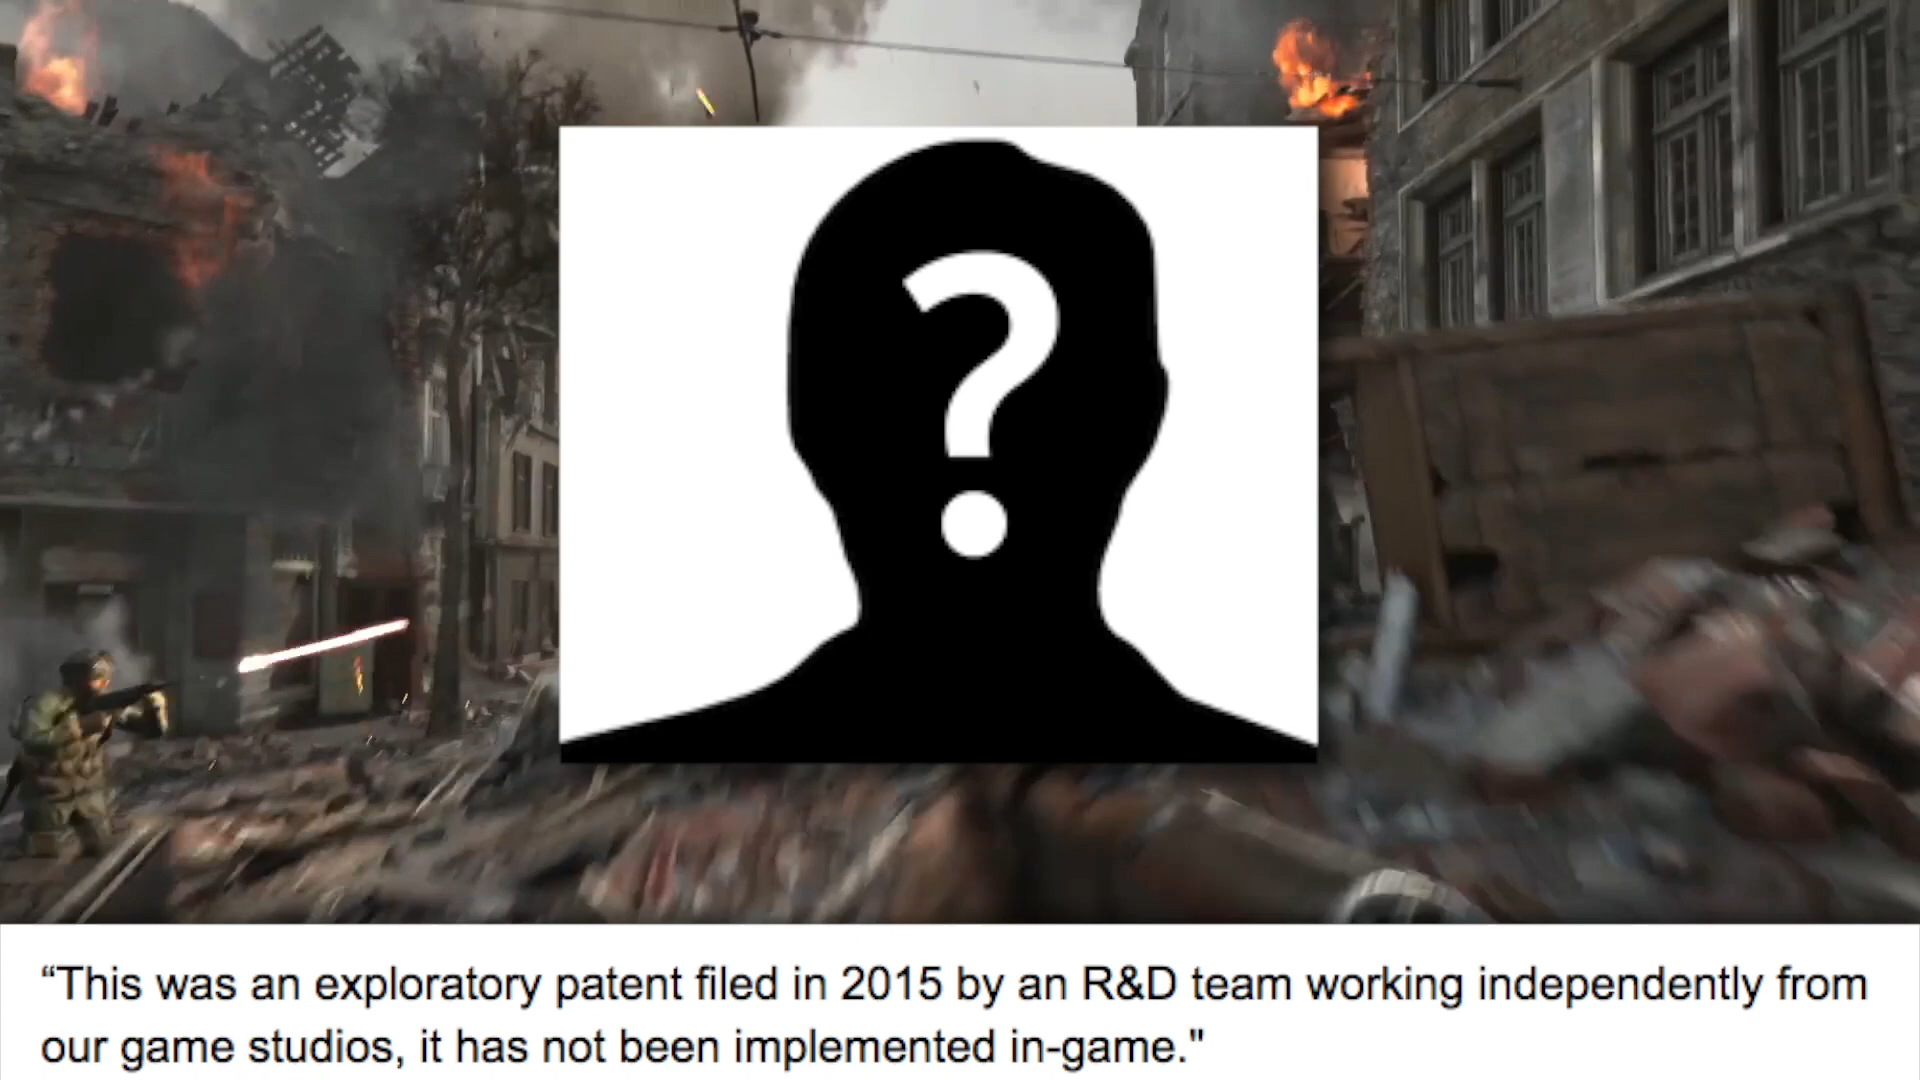 ?
“This was an exploratory patent filed in 2015 by an R&D team working independently from
our game studios, it has not been implemented in-game."